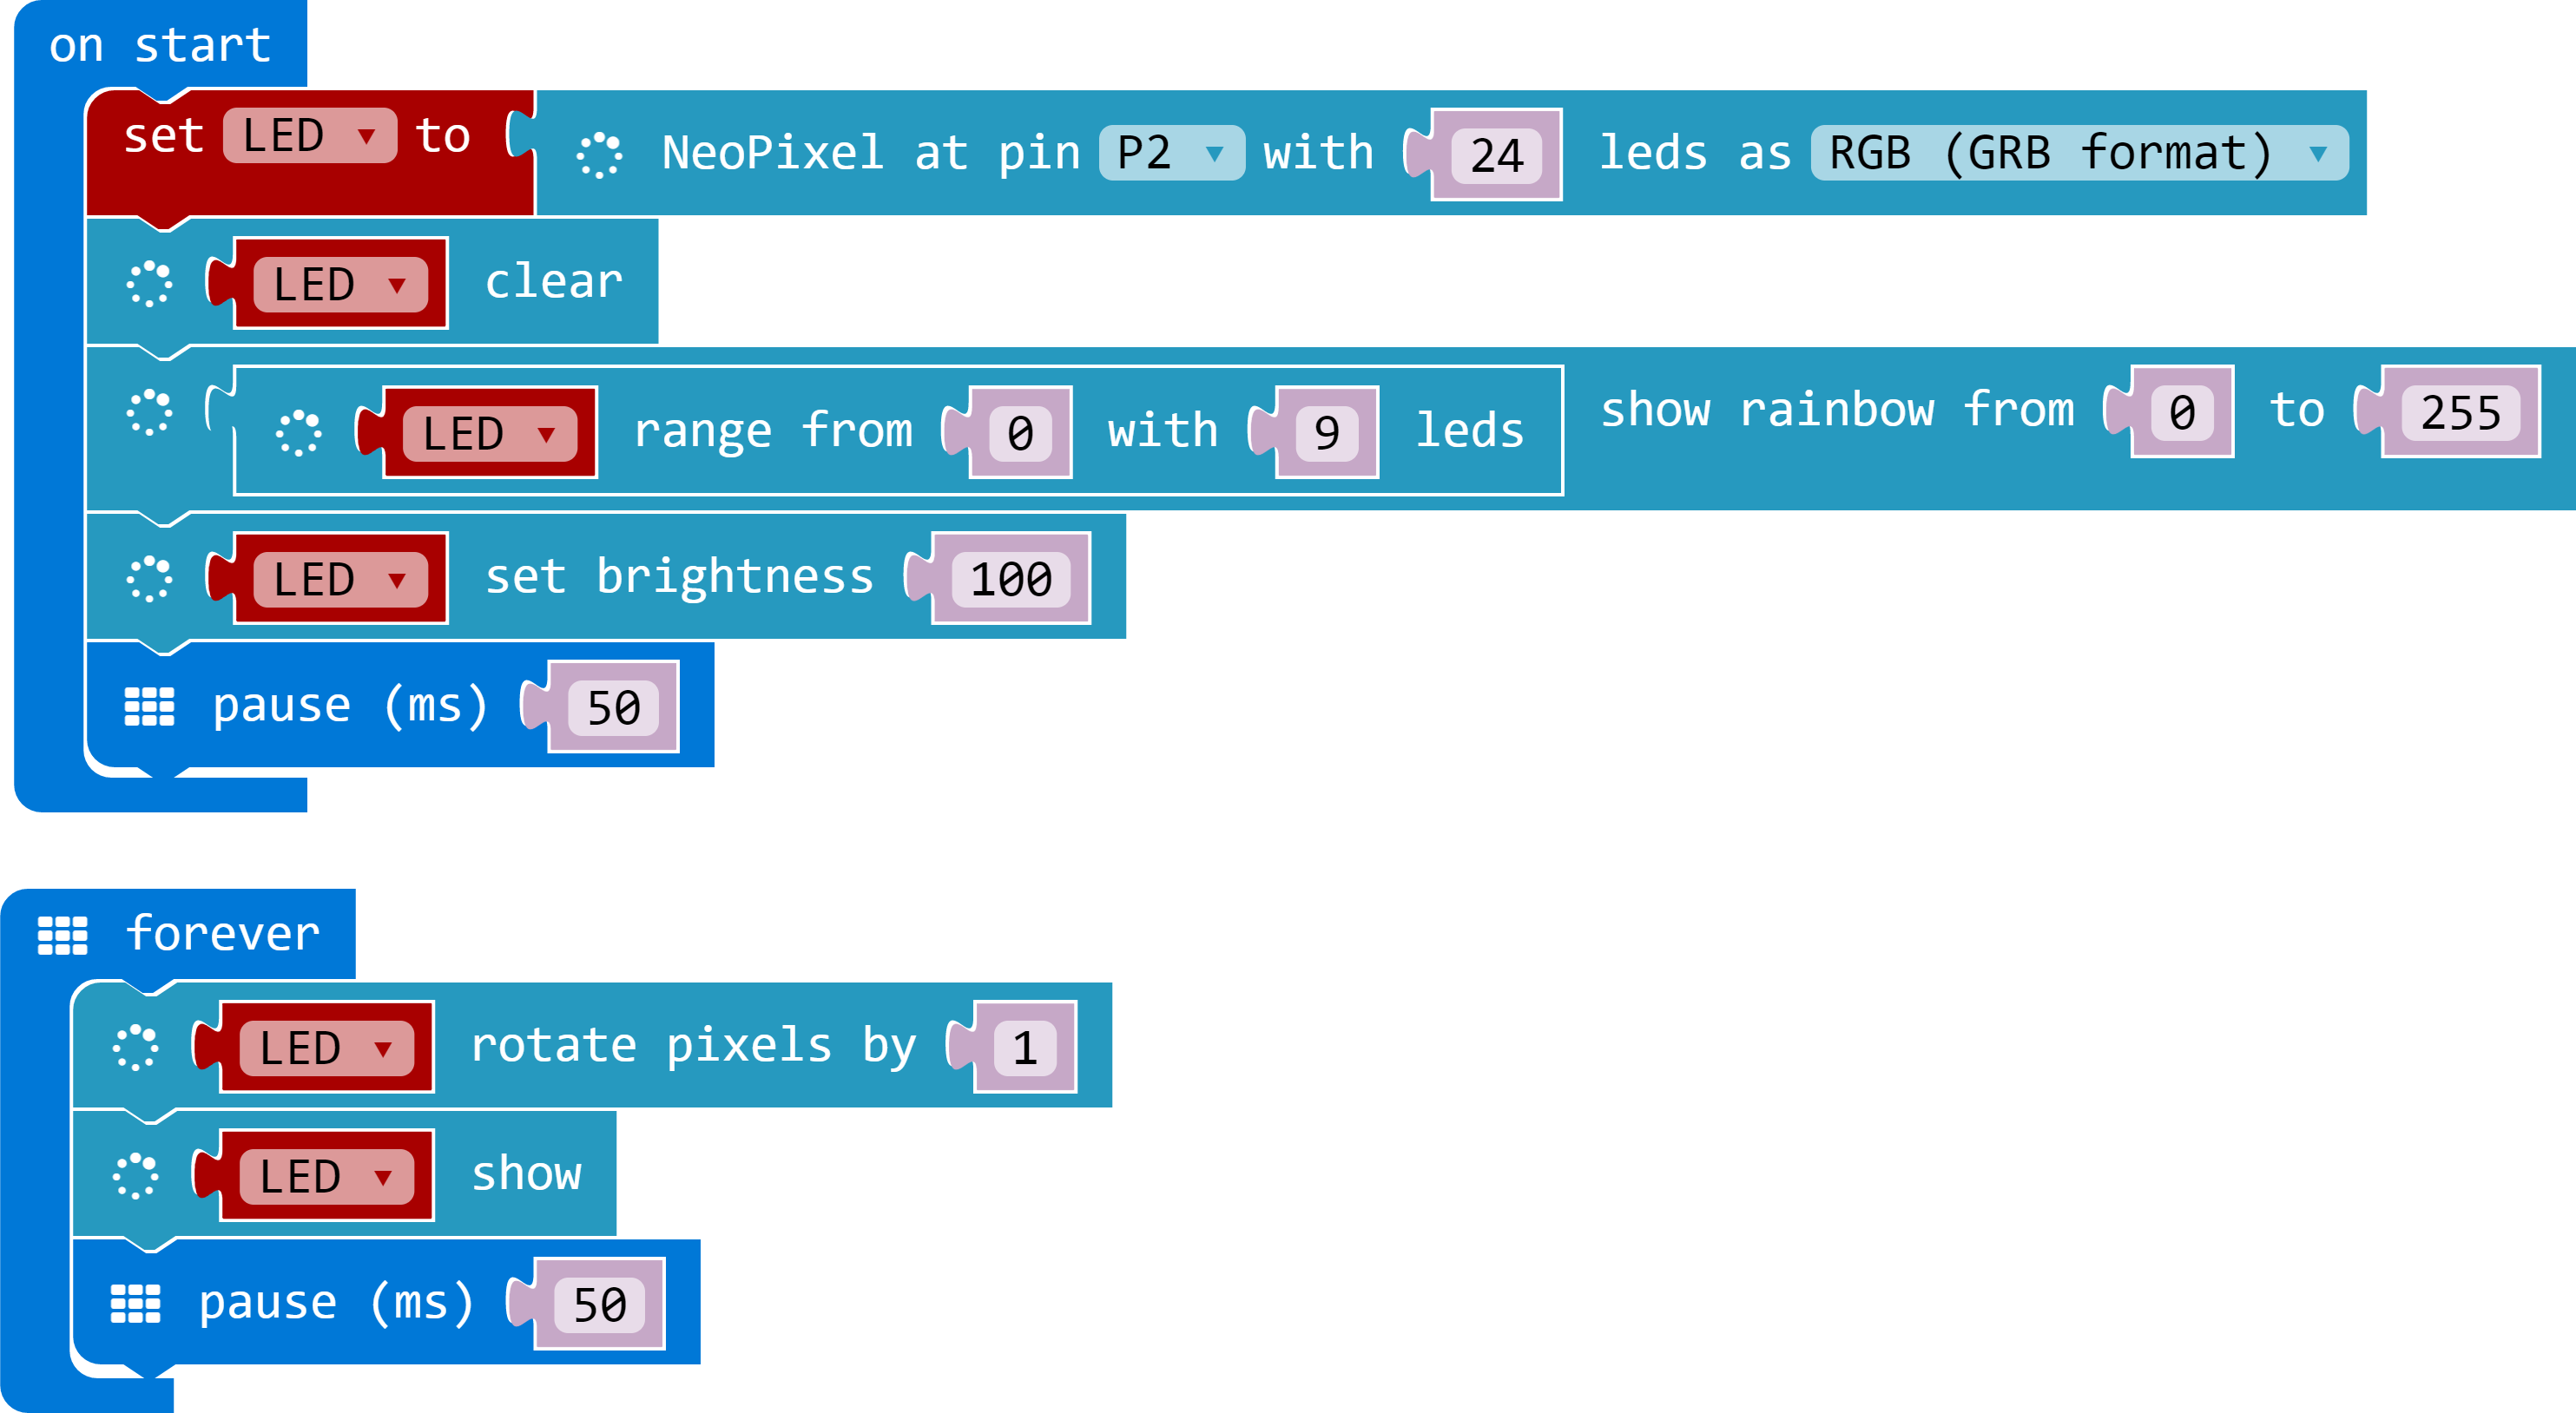 on start
set LED to NeoPixel at pin P2 with 24 leds as RGB (GRB format)
LED clear
LED range from 0 with 9 leds show rainbow from 0 to 255
LED set brightness 100
pause (ms) 50
forever
LED rotate pixels by 1
LED show
pause (ms) 50